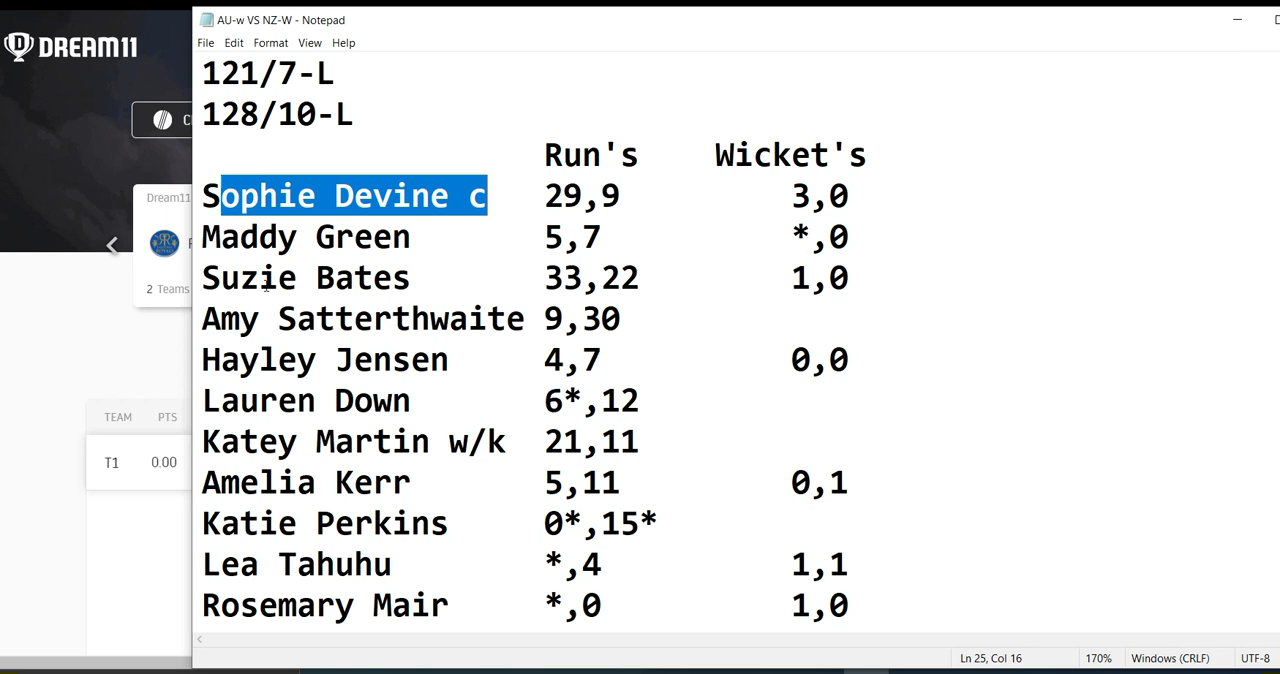 AU-w VS NZ-W - Notepad
File Edit Format View Help
DREAM11
C
Dream11
R
2 Teams
TEAM PTS
T1 0.00
121/7-L
128/10-L
Run's Wicket's
Sophie Devine c 29,9 3,0
Maddy Green 5,7 *,0
Suzie Bates 33,22 1,0
Amy Satterthwaite 9,30
Hayley Jensen 4,7 0,0
Lauren Down 6*,12
Katey Martin w/k 21,11
Amelia Kerr 5,11 0,1
Katie Perkins 0*,15*
Lea Tahuhu *,4 1,1
Rosemary Mair *,0 1,0
Ln 25, Col 16 170% Windows (CRLF) UTF-8